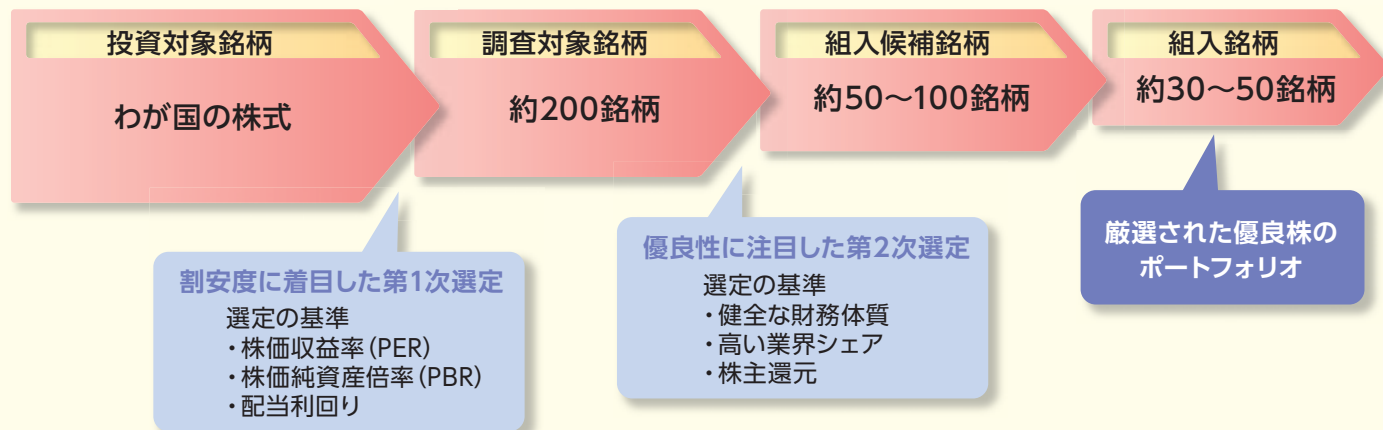 投資対象銘柄
わが国の株式
調査対象銘柄
約200銘柄
組入候補銘柄
約50～100銘柄
組入銘柄
約30～50銘柄
割安度に着目した第1次選定
選定の基準
・株価収益率(PER)
・株価純資産倍率(PBR)
・配当利回り
優良性に注目した第2次選定
選定の基準
・健全な財務体質
・高い業界シェア
・株主還元
厳選された優良株の
ポートフォリオ